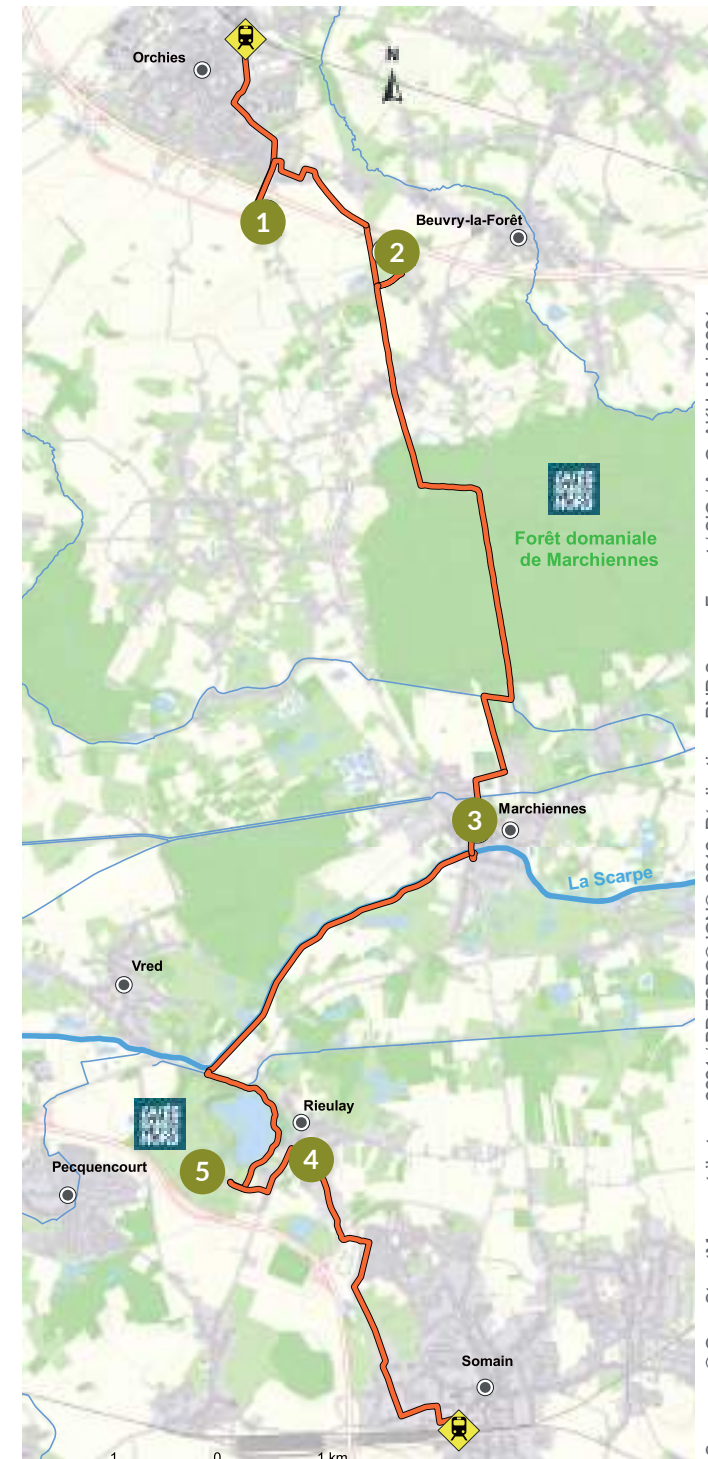 N
Orchies
1
Beuvry-la-Forêt
2
Forêt domaniale
de Marchiennes
3
Marchiennes
La Scarpe
Vred
Rieulay
4
5
Pecquencourt
Somain
1
0
1 km